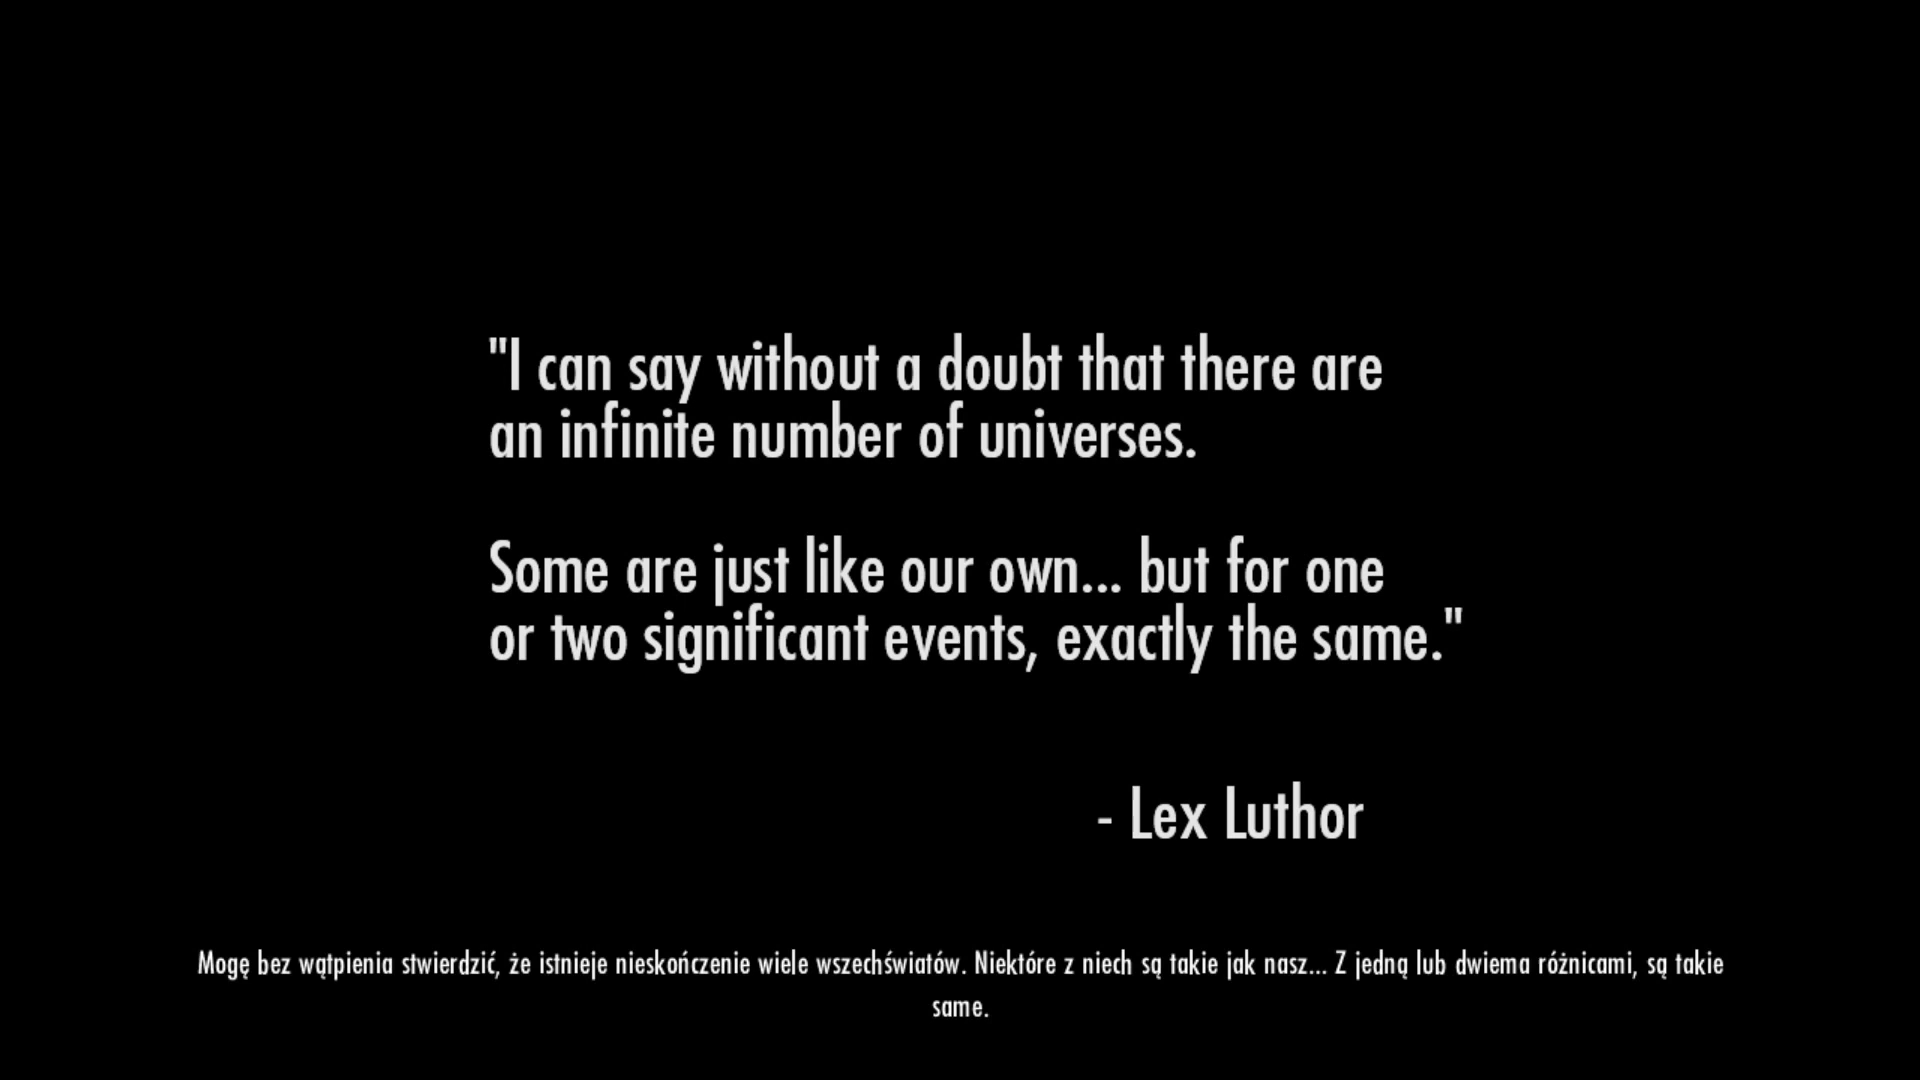 "I can say without a doubt that there are
an infinite number of universes.
Some are just like our own... but for one
or two significant events, exactly the same."
- Lex Luthor
Mogę bez wątpienia stwierdzić, że istnieje nieskończenie wiele wszechświatów. Niektóre z niech są takie jak nasz... Z jedną lub dwiema różnicami, są takie
same.